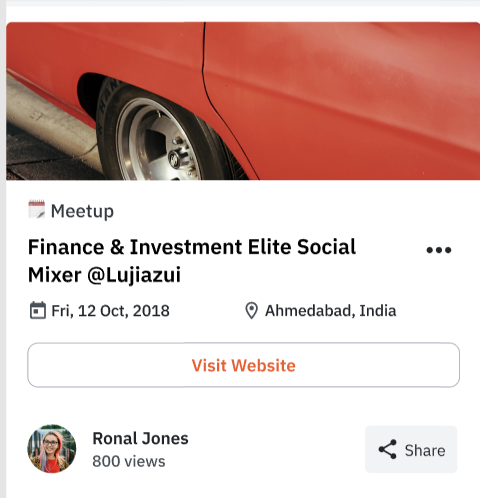 Meetup
Finance & Investment Elite Social
Mixer @Lujiazui
Fri, 12 Oct, 2018
Ahmedabad, India
Visit Website
Ronal Jones
800 views
Share